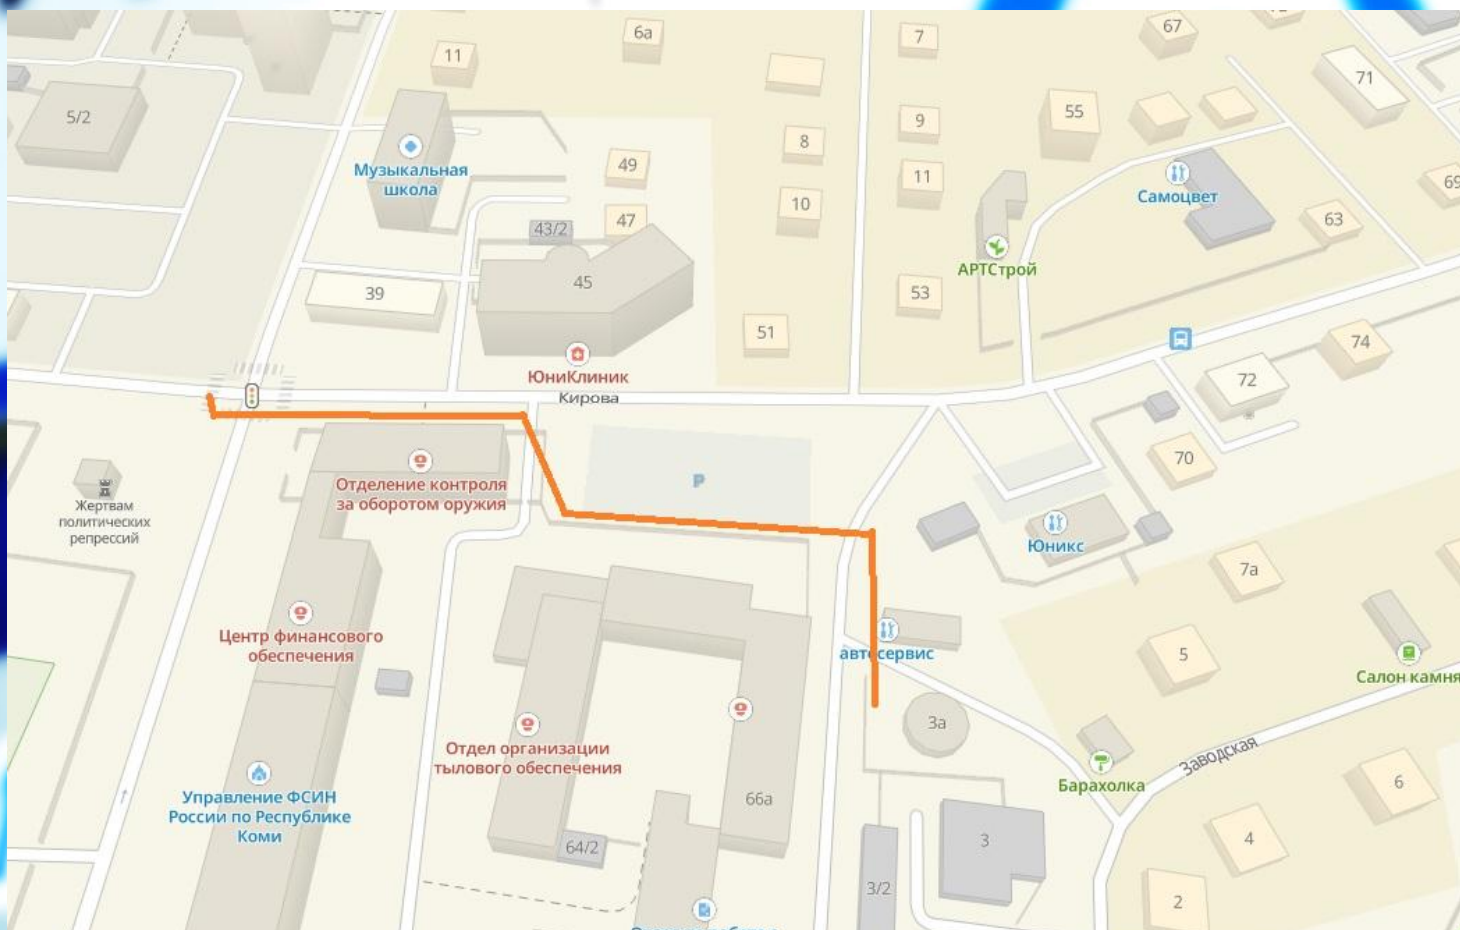 67
6а
7
11
71
55
5/2
9
8
Музыкальная
школа
49
11
69
Самоцвет
10
47
63
43/2
АРТСтрой
45
39
53
51
74
ЮниКлиник
72
Кирова
70
P
Отделение контроля
за оборотом оружия
Жертвам
политических
репрессий
Юникс
7а
Центр финансового
обеспечения
автосервис
5
Салон камня
3а
Отдел организации
тылового обеспечения
Заводская
Барахолка
6
Управление ФСИН
России по Республике
Коми
66а
4
3
64/2
3/2
2